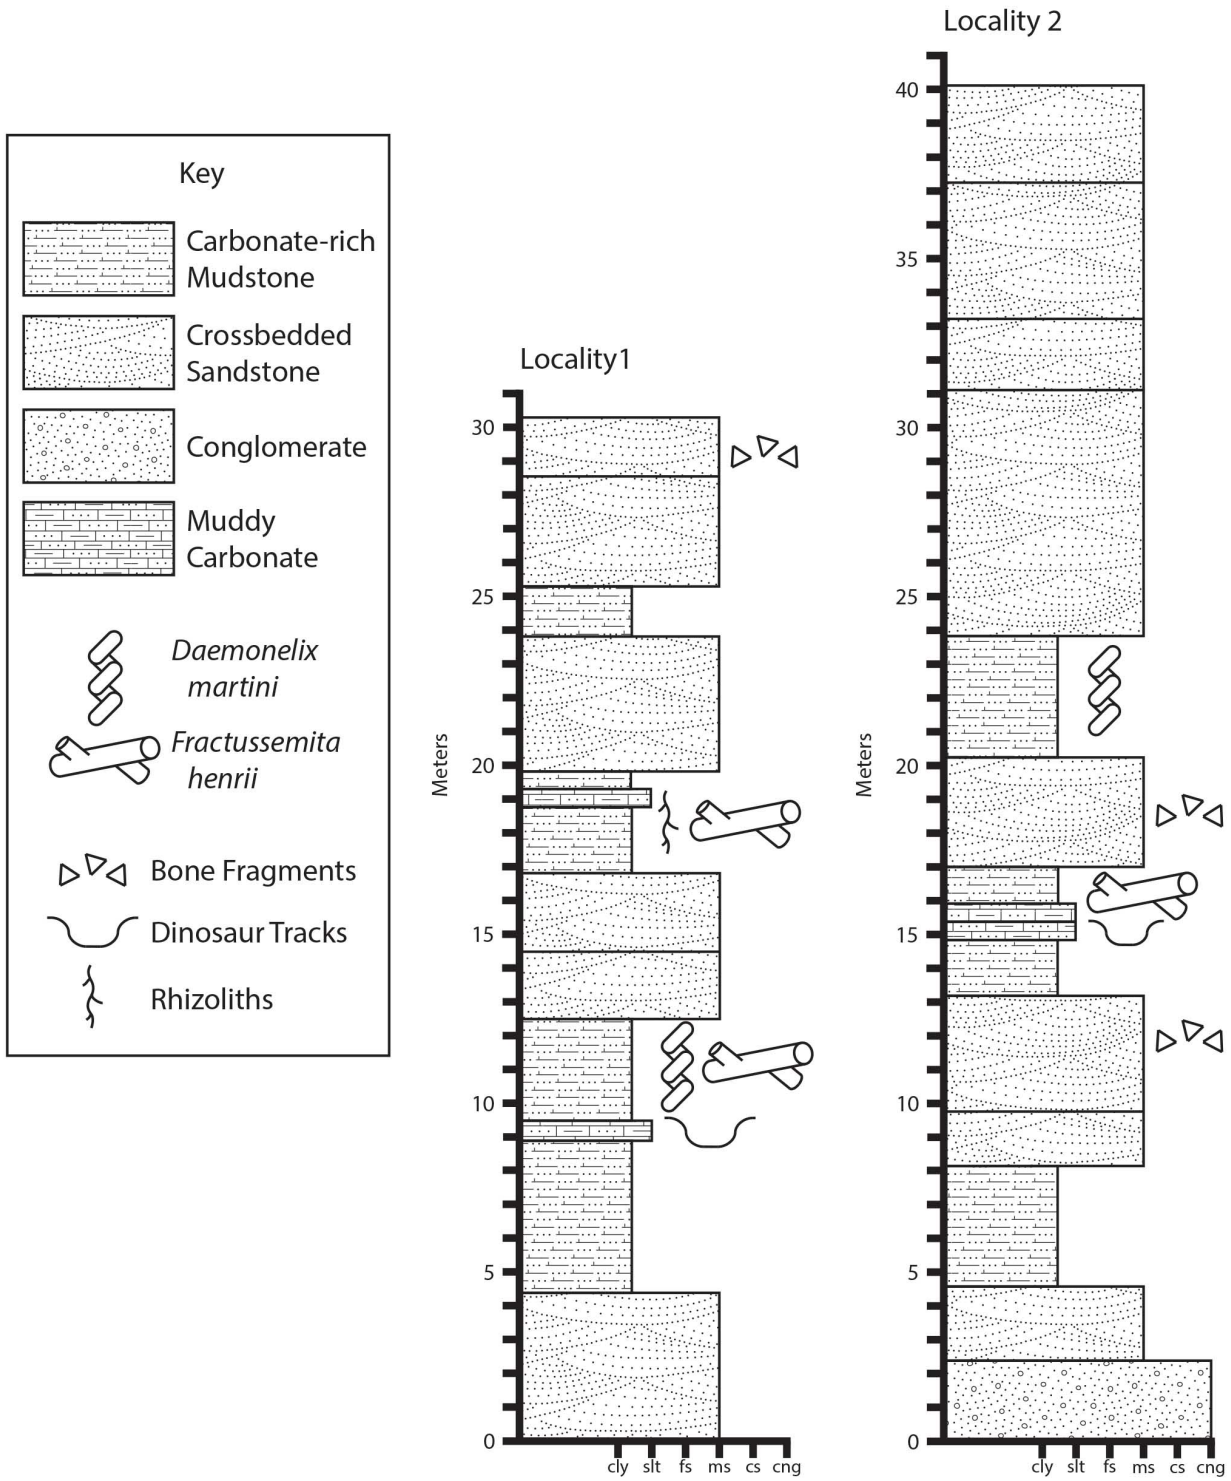 Locality 2
Key
Carbonate-rich
Mudstone
Crossbedded
Sandstone
Conglomerate
Muddy
Carbonate
Daemonelix
martini
Fractussemita
henrii
Bone Fragments
Dinosaur Tracks
Rhizoliths
Locality1
30
25
20
15
10
5
0
Meters
cly slt fs ms cs cng
40
35
30
25
20
15
10
5
0
Meters
cly slt fs ms cs cng